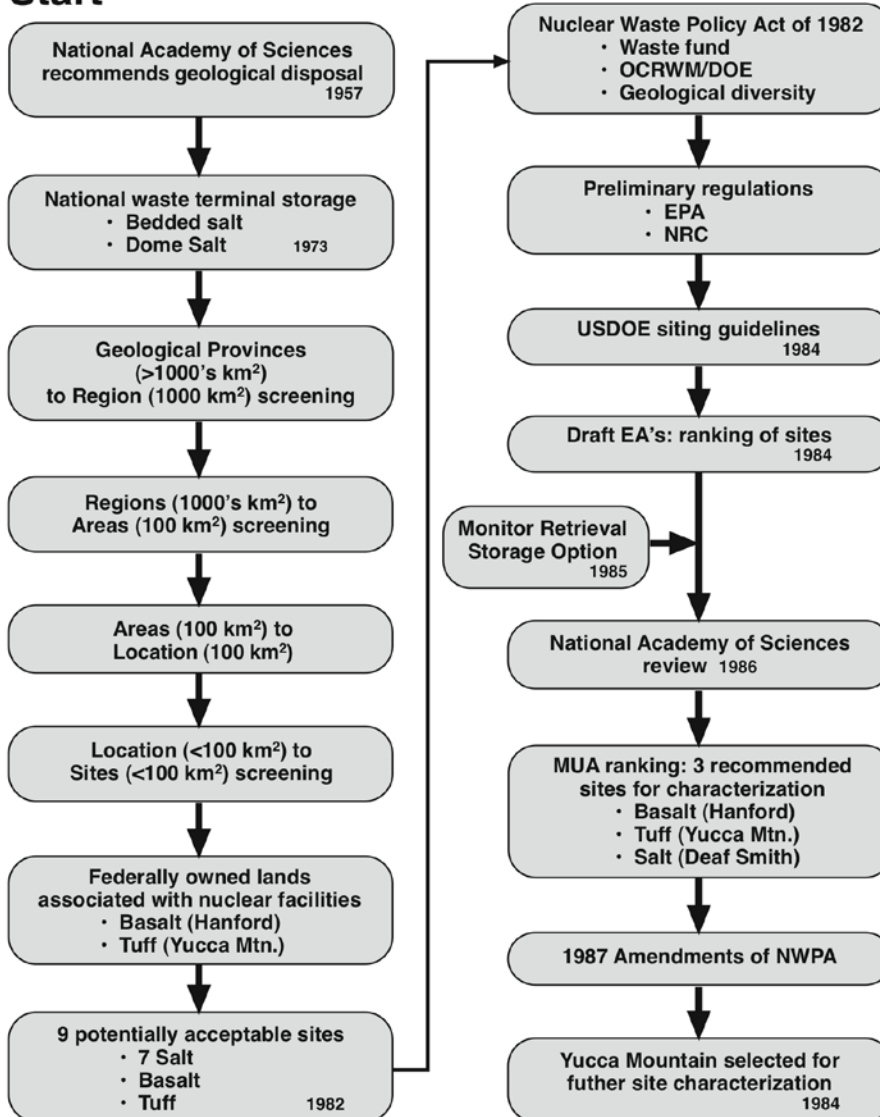 Start
National Academy of Sciences
recommends geological disposal
1957
National waste terminal storage
· Bedded salt
· Dome Salt 1973
Geological Provinces
(>1000's km²)
to Region (1000 km²) screening
Regions (1000's km²) to
Areas (100 km²) screening
Areas (100 km²) to
Location (100 km²)
Location (<100 km²) to
Sites (<100 km²) screening
Federally owned lands
associated with nuclear facilities
· Basalt (Hanford)
· Tuff (Yucca Mtn.)
9 potentially acceptable sites
· 7 Salt
· Basalt
· Tuff 1982
Nuclear Waste Policy Act of 1982
· Waste fund
· OCRWM/DOE
· Geological diversity
Preliminary regulations
· EPA
· NRC
USDOE siting guidelines
1984
Draft EA's: ranking of sites
1984
Monitor Retrieval
Storage Option
1985
National Academy of Sciences
review 1986
MUA ranking: 3 recommended
sites for characterization
· Basalt (Hanford)
· Tuff (Yucca Mtn.)
· Salt (Deaf Smith)
1987 Amendments of NWPA
Yucca Mountain selected for
futher site characterization
1984